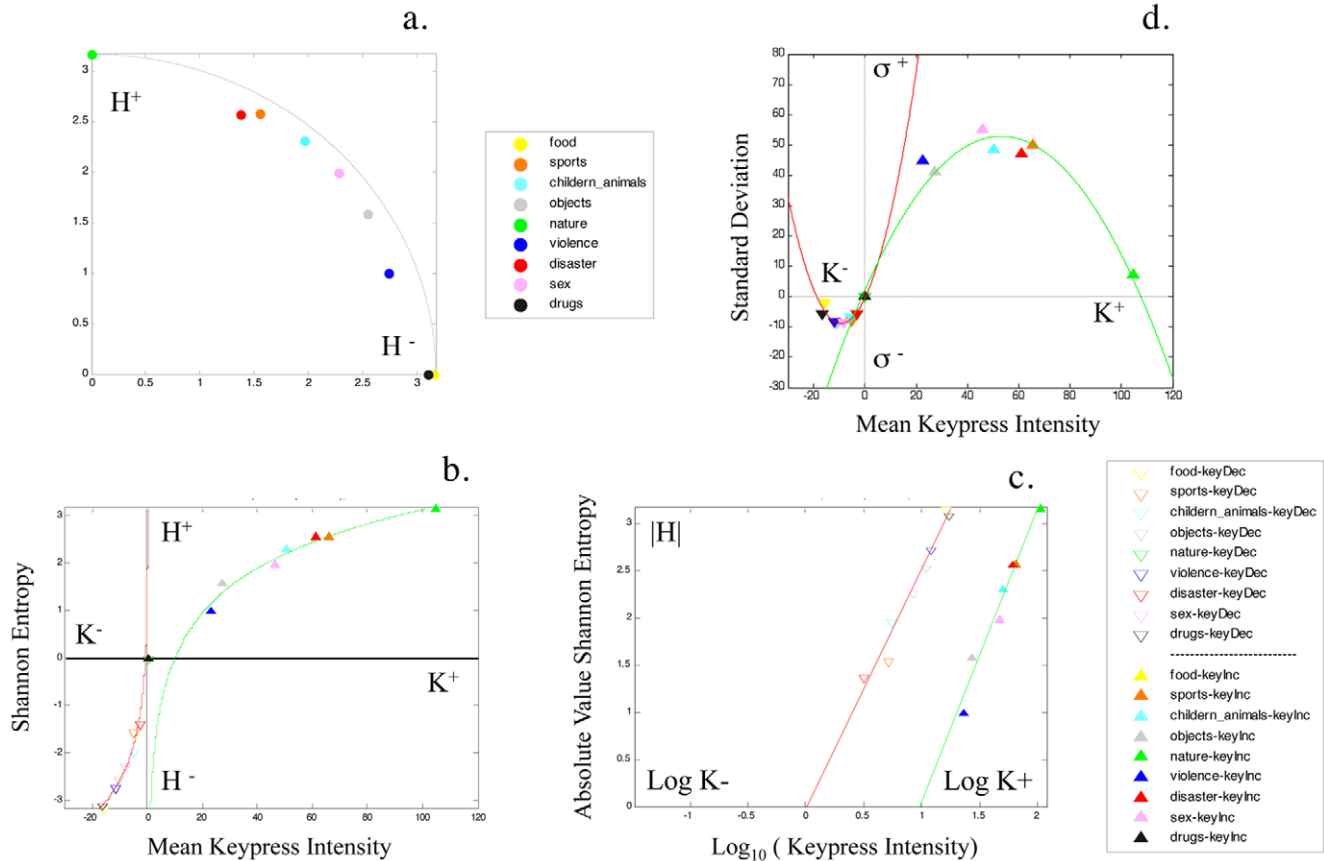 a.
3
2.5
2
1.5
1
0.5
0
0
0.5
1
1.5
2
2.5
3
H+
H -
food
sports
childern_animals
objects
nature
violence
disaster
sex
drugs
d.
Standard Deviation
80
70
60
50
40
30
20
10
0
-10
-20
-30
-20
0
20
40
60
80
100
120
σ +
K-
K+
σ -
Mean Keypress Intensity
b.
Shannon Entropy
3
2
1
0
-1
-2
-3
-20
0
20
40
60
80
100
120
H+
K-
K+
H -
Mean Keypress Intensity
c.
Absolute Value Shannon Entropy
3
2.5
2
1.5
1
0.5
0
-1.5
-1
-0.5
0
0.5
1
1.5
2
|H|
Log K-
Log K+
Log10 ( Keypress Intensity)
food-keyDec
sports-keyDec
childern_animals-keyDec
objects-keyDec
nature-keyDec
violence-keyDec
disaster-keyDec
sex-keyDec
drugs-keyDec
------------------------
food-keyInc
sports-keyInc
childern_animals-keyInc
objects-keyInc
nature-keyInc
violence-keyInc
disaster-keyInc
sex-keyInc
drugs-keyInc